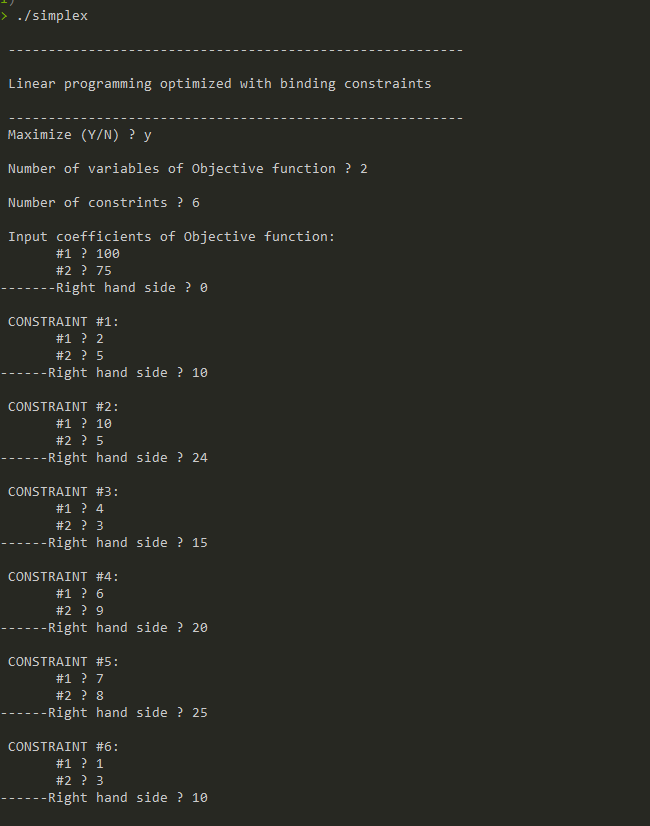 > ./simplex
---------------------------------------------------------
Linear programming optimized with binding constraints
---------------------------------------------------------
Maximize (Y/N) ? y
Number of variables of Objective function ? 2
Number of constrints ? 6
Input coefficients of Objective function:
#1 ? 100
#2 ? 75
-------Right hand side ? 0
CONSTRAINT #1:
#1 ? 2
#2 ? 5
------Right hand side ? 10
CONSTRAINT #2:
#1 ? 10
#2 ? 5
------Right hand side ? 24
CONSTRAINT #3:
#1 ? 4
#2 ? 3
------Right hand side ? 15
CONSTRAINT #4:
#1 ? 6
#2 ? 9
------Right hand side ? 20
CONSTRAINT #5:
#1 ? 7
#2 ? 8
------Right hand side ? 25
CONSTRAINT #6:
#1 ? 1
#2 ? 3
------Right hand side ? 10